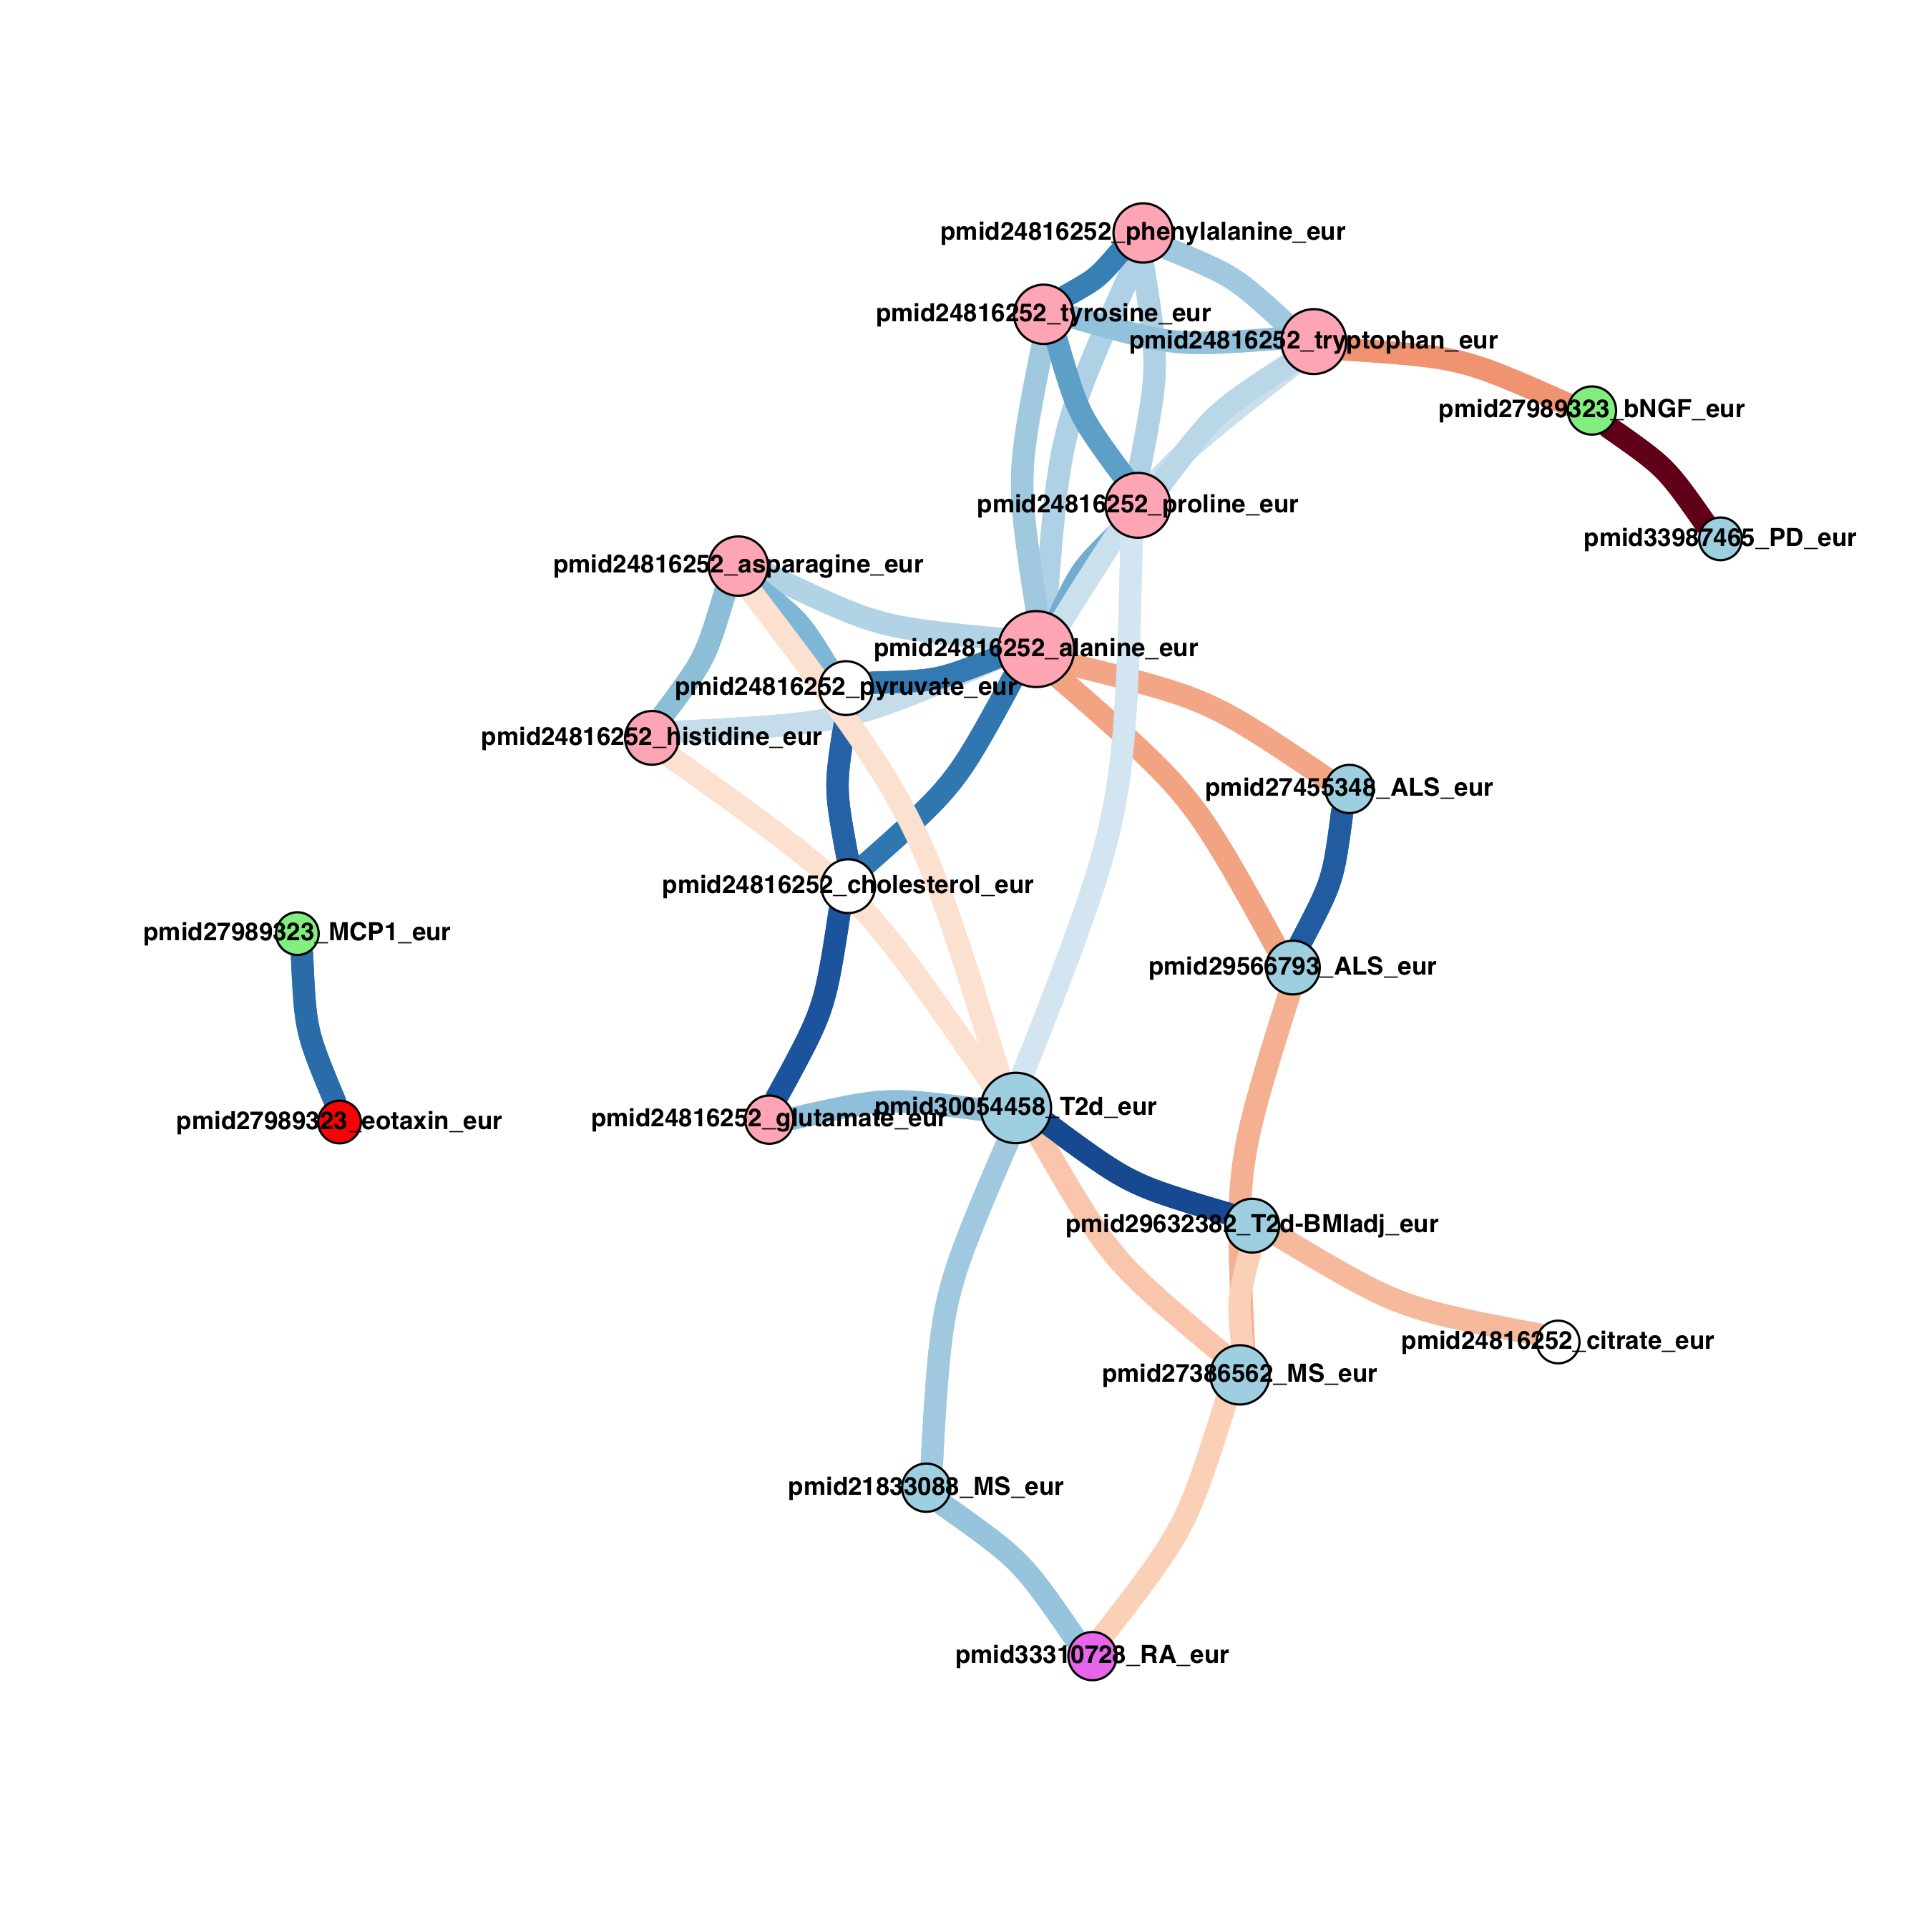 pmid24816252_phenylalanine_eur
pmid24816252_tyrosine_eur
pmid24816252_tryptophan_eur
pmid27989323_bNGF_eur
pmid24816252_proline_eur
pmid33987465_PD_eur
pmid24816252_asparagine_eur
pmid24816252_alanine_eur
pmid24816252_pyruvate_eur
pmid24816252_histidine_eur
pmid27455348_ALS_eur
pmid24816252_cholesterol_eur
pmid27989323_MCP1_eur
pmid29566793_ALS_eur
pmid30054458_T2d_eur
pmid24816252_glutamate_eur
pmid27989323_eotaxin_eur
pmid29632382_T2d-BMIadj_eur
pmid24816252_citrate_eur
pmid27386562_MS_eur
pmid21833088_MS_eur
pmid33310728_RA_eur